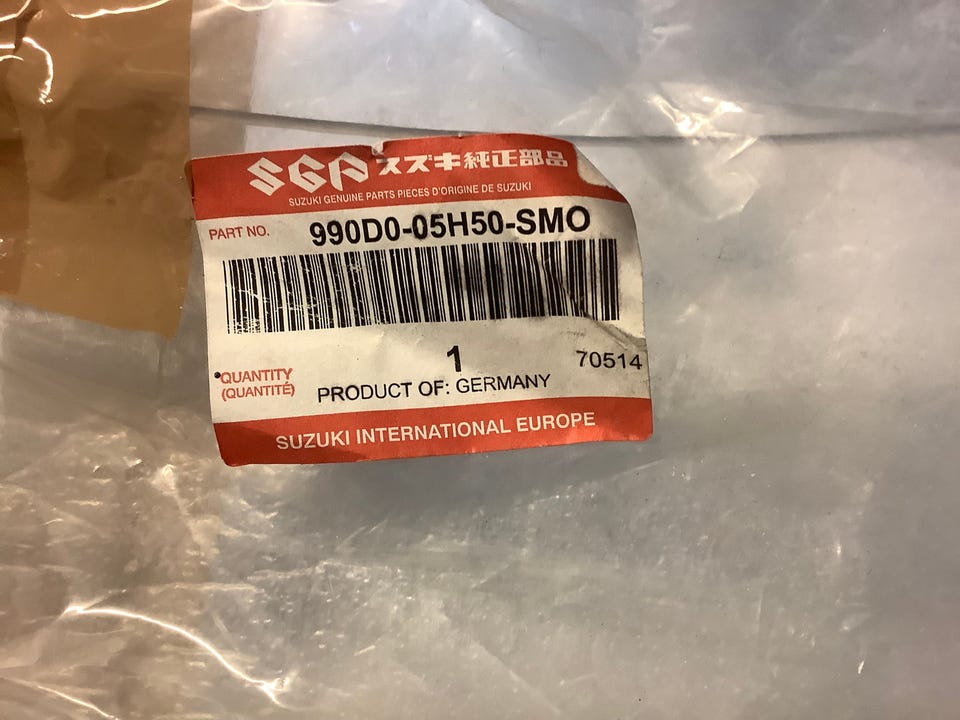 SGP スズキ純正部品
SUZUKI GENUINE PARTS PIECES D'ORIGINE DE SUZUKI
PART NO. 990D0-05H50-SMO
1 70514
QUANTITY
(QUANTITÉ)
PRODUCT OF: GERMANY
SUZUKI INTERNATIONAL EUROPE